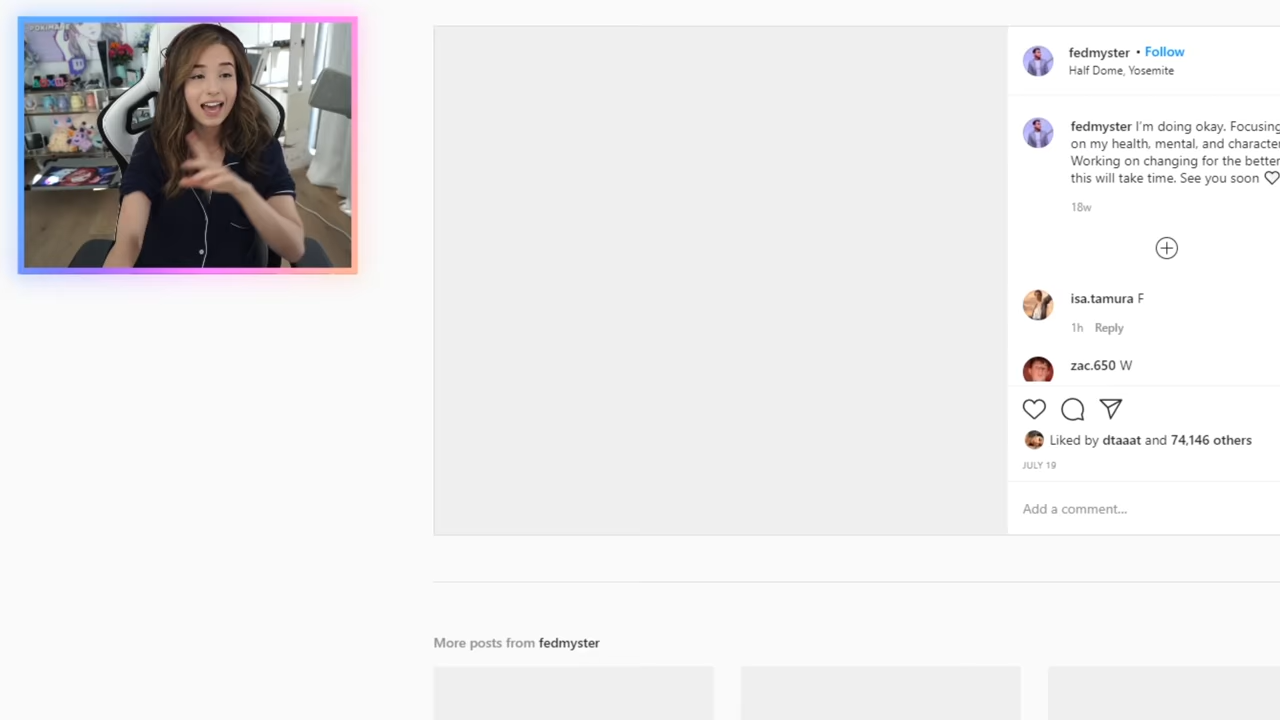 POKIMANE
fedmyster • Follow
Half Dome, Yosemite
fedmyster I'm doing okay. Focusing
on my health, mental, and character
Working on changing for the better
this will take time. See you soon ♡
18w
isa.tamura F
1h Reply
zac.650 W
Liked by dtaaat and 74,146 others
JULY 19
Add a comment...
More posts from fedmyster